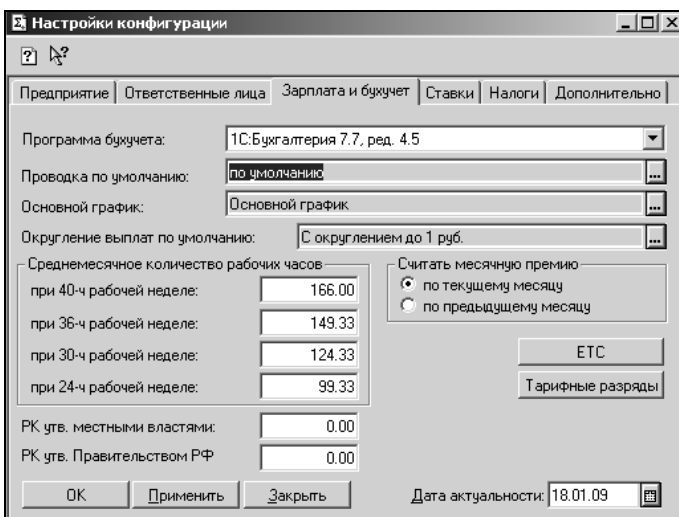 Настройки конфигурации
Предприятие Ответственные лица Зарплата и бухучет Ставки Налоги Дополнительно
Программа бухучета: 1С:Бухгалтерия 7.7, ред. 4.5
Проводка по умолчанию: по умолчанию ...
Основной график: Основной график ...
Округление выплат по умолчанию: С округлением до 1 руб. ...
Среднемесячное количество рабочих часов
при 40-ч рабочей неделе: 166.00
при 36-ч рабочей неделе: 149.33
при 30-ч рабочей неделе: 124.33
при 24-ч рабочей неделе: 99.33
Считать месячную премию
по текущему месяцу
по предыдущему месяцу
ЕТС
Тарифные разряды
РК утв. местными властями: 0.00
РК утв. Правительством РФ 0.00
ОК Применить Закрыть Дата актуальности: 18.01.09